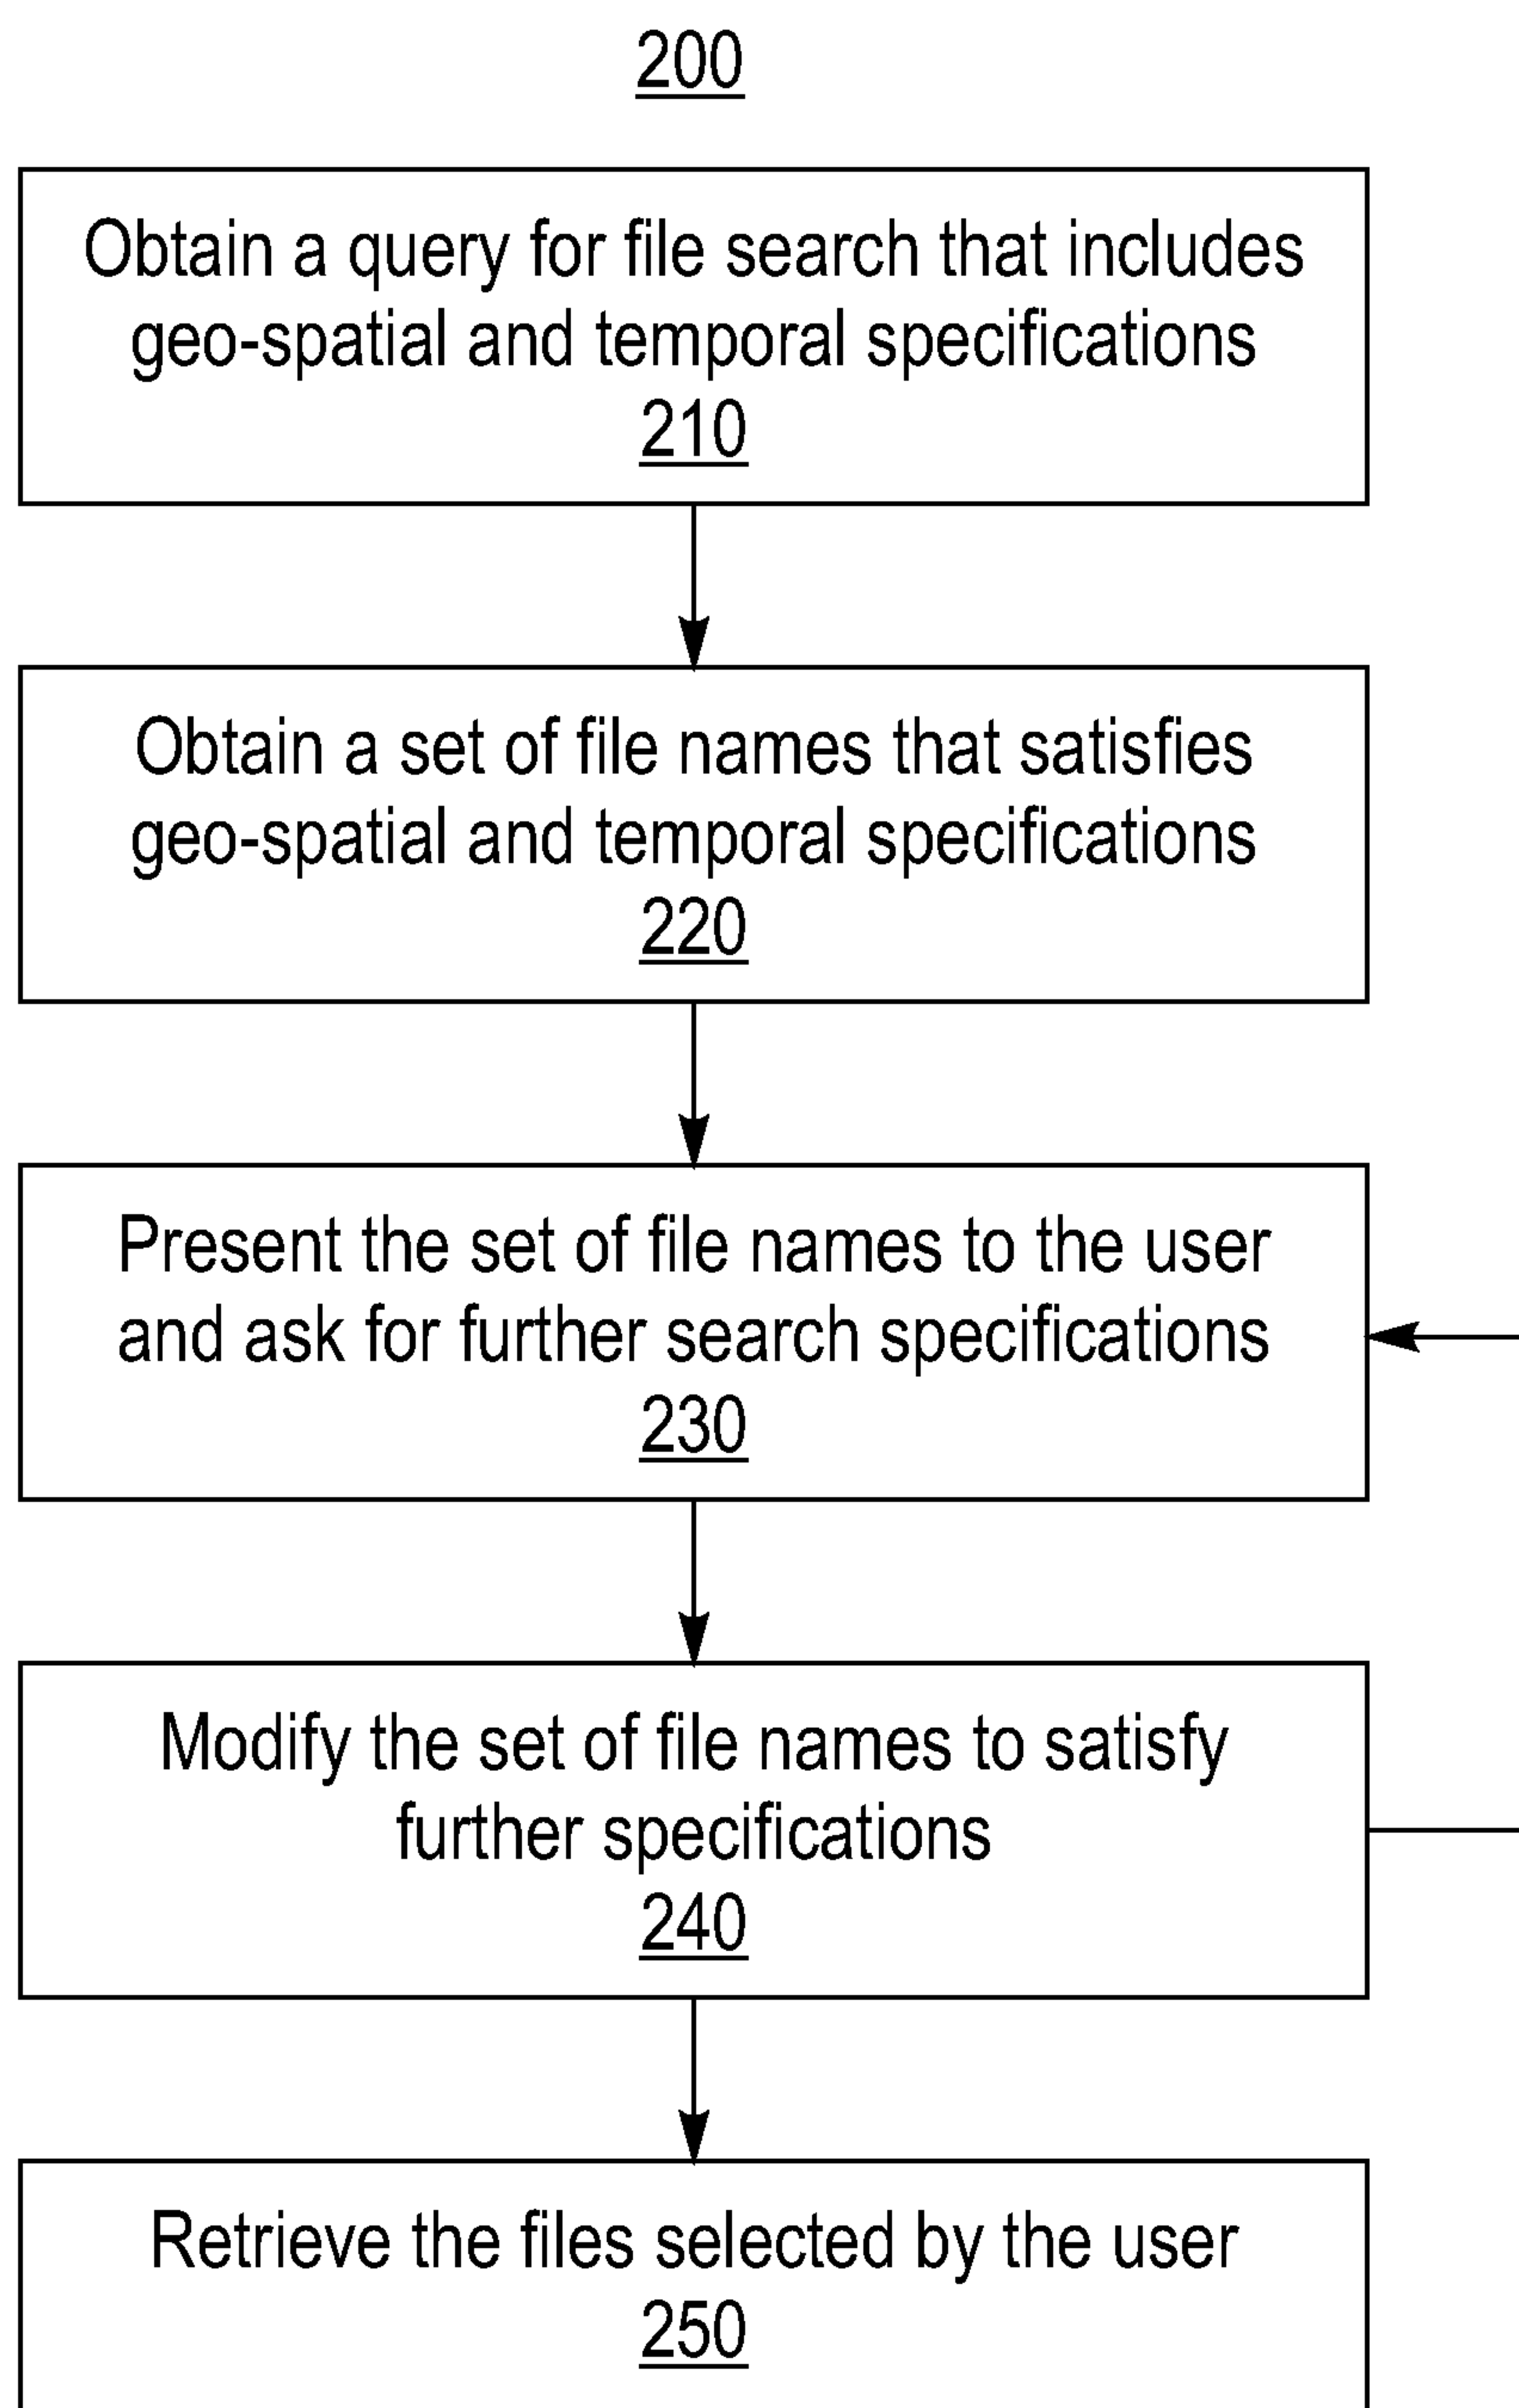 200
Obtain a query for file search that includes
geo-spatial and temporal specifications
210
Obtain a set of file names that satisfies
geo-spatial and temporal specifications
220
Present the set of file names to the user
and ask for further search specifications
230
Modify the set of file names to satisfy
further specifications
240
Retrieve the files selected by the user
250